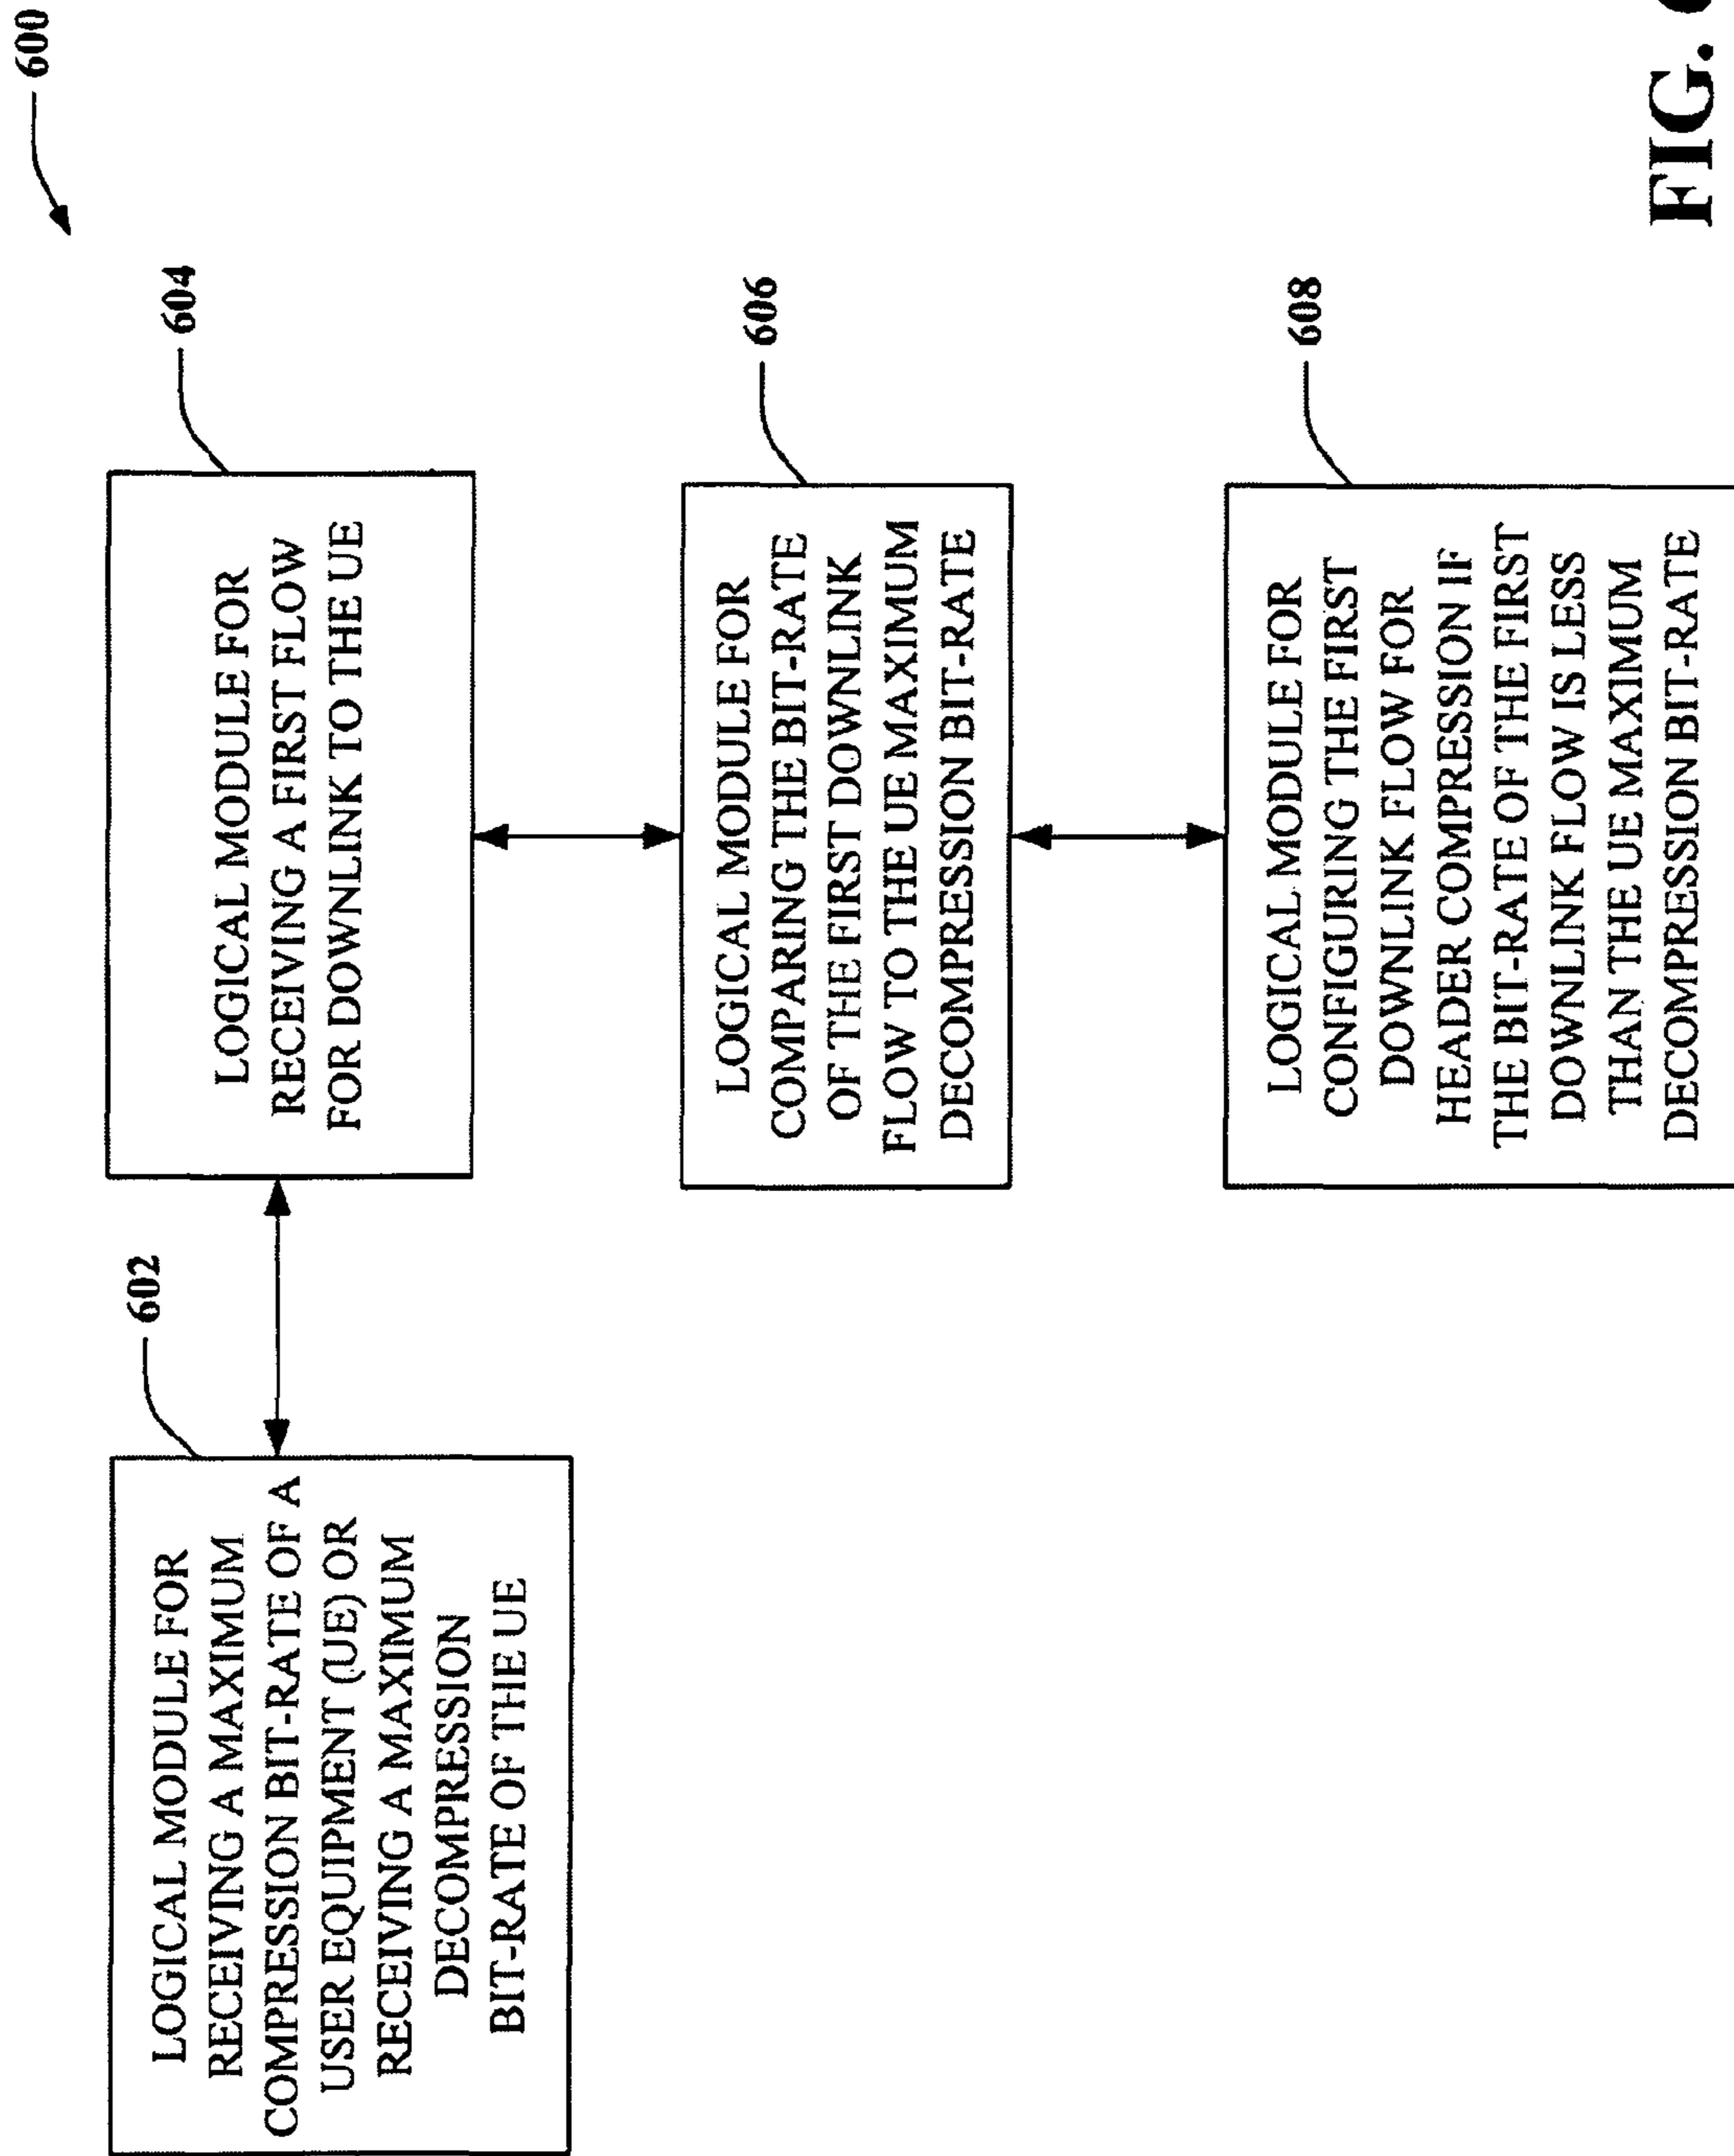 600
602
LOGICAL MODULE FOR
RECEIVING A MAXIMUM
COMPRESSION BIT-RATE OF A
USER EQUIPMENT (UE) OR
RECEIVING A MAXIMUM
DECOMPRESSION
BIT-RATE OF THE UE
604
LOGICAL MODULE FOR
RECEIVING A FIRST FLOW
FOR DOWNLINK TO THE UE
606
LOGICAL MODULE FOR
COMPARING THE BIT-RATE
OF THE FIRST DOWNLINK
FLOW TO THE UE MAXIMUM
DECOMPRESSION BIT-RATE
608
LOGICAL MODULE FOR
CONFIGURING THE FIRST
DOWNLINK FLOW FOR
HEADER COMPRESSION IF
THE BIT-RATE OF THE FIRST
DOWNLINK FLOW IS LESS
THAN THE UE MAXIMUM
DECOMPRESSION BIT-RATE
FIG.